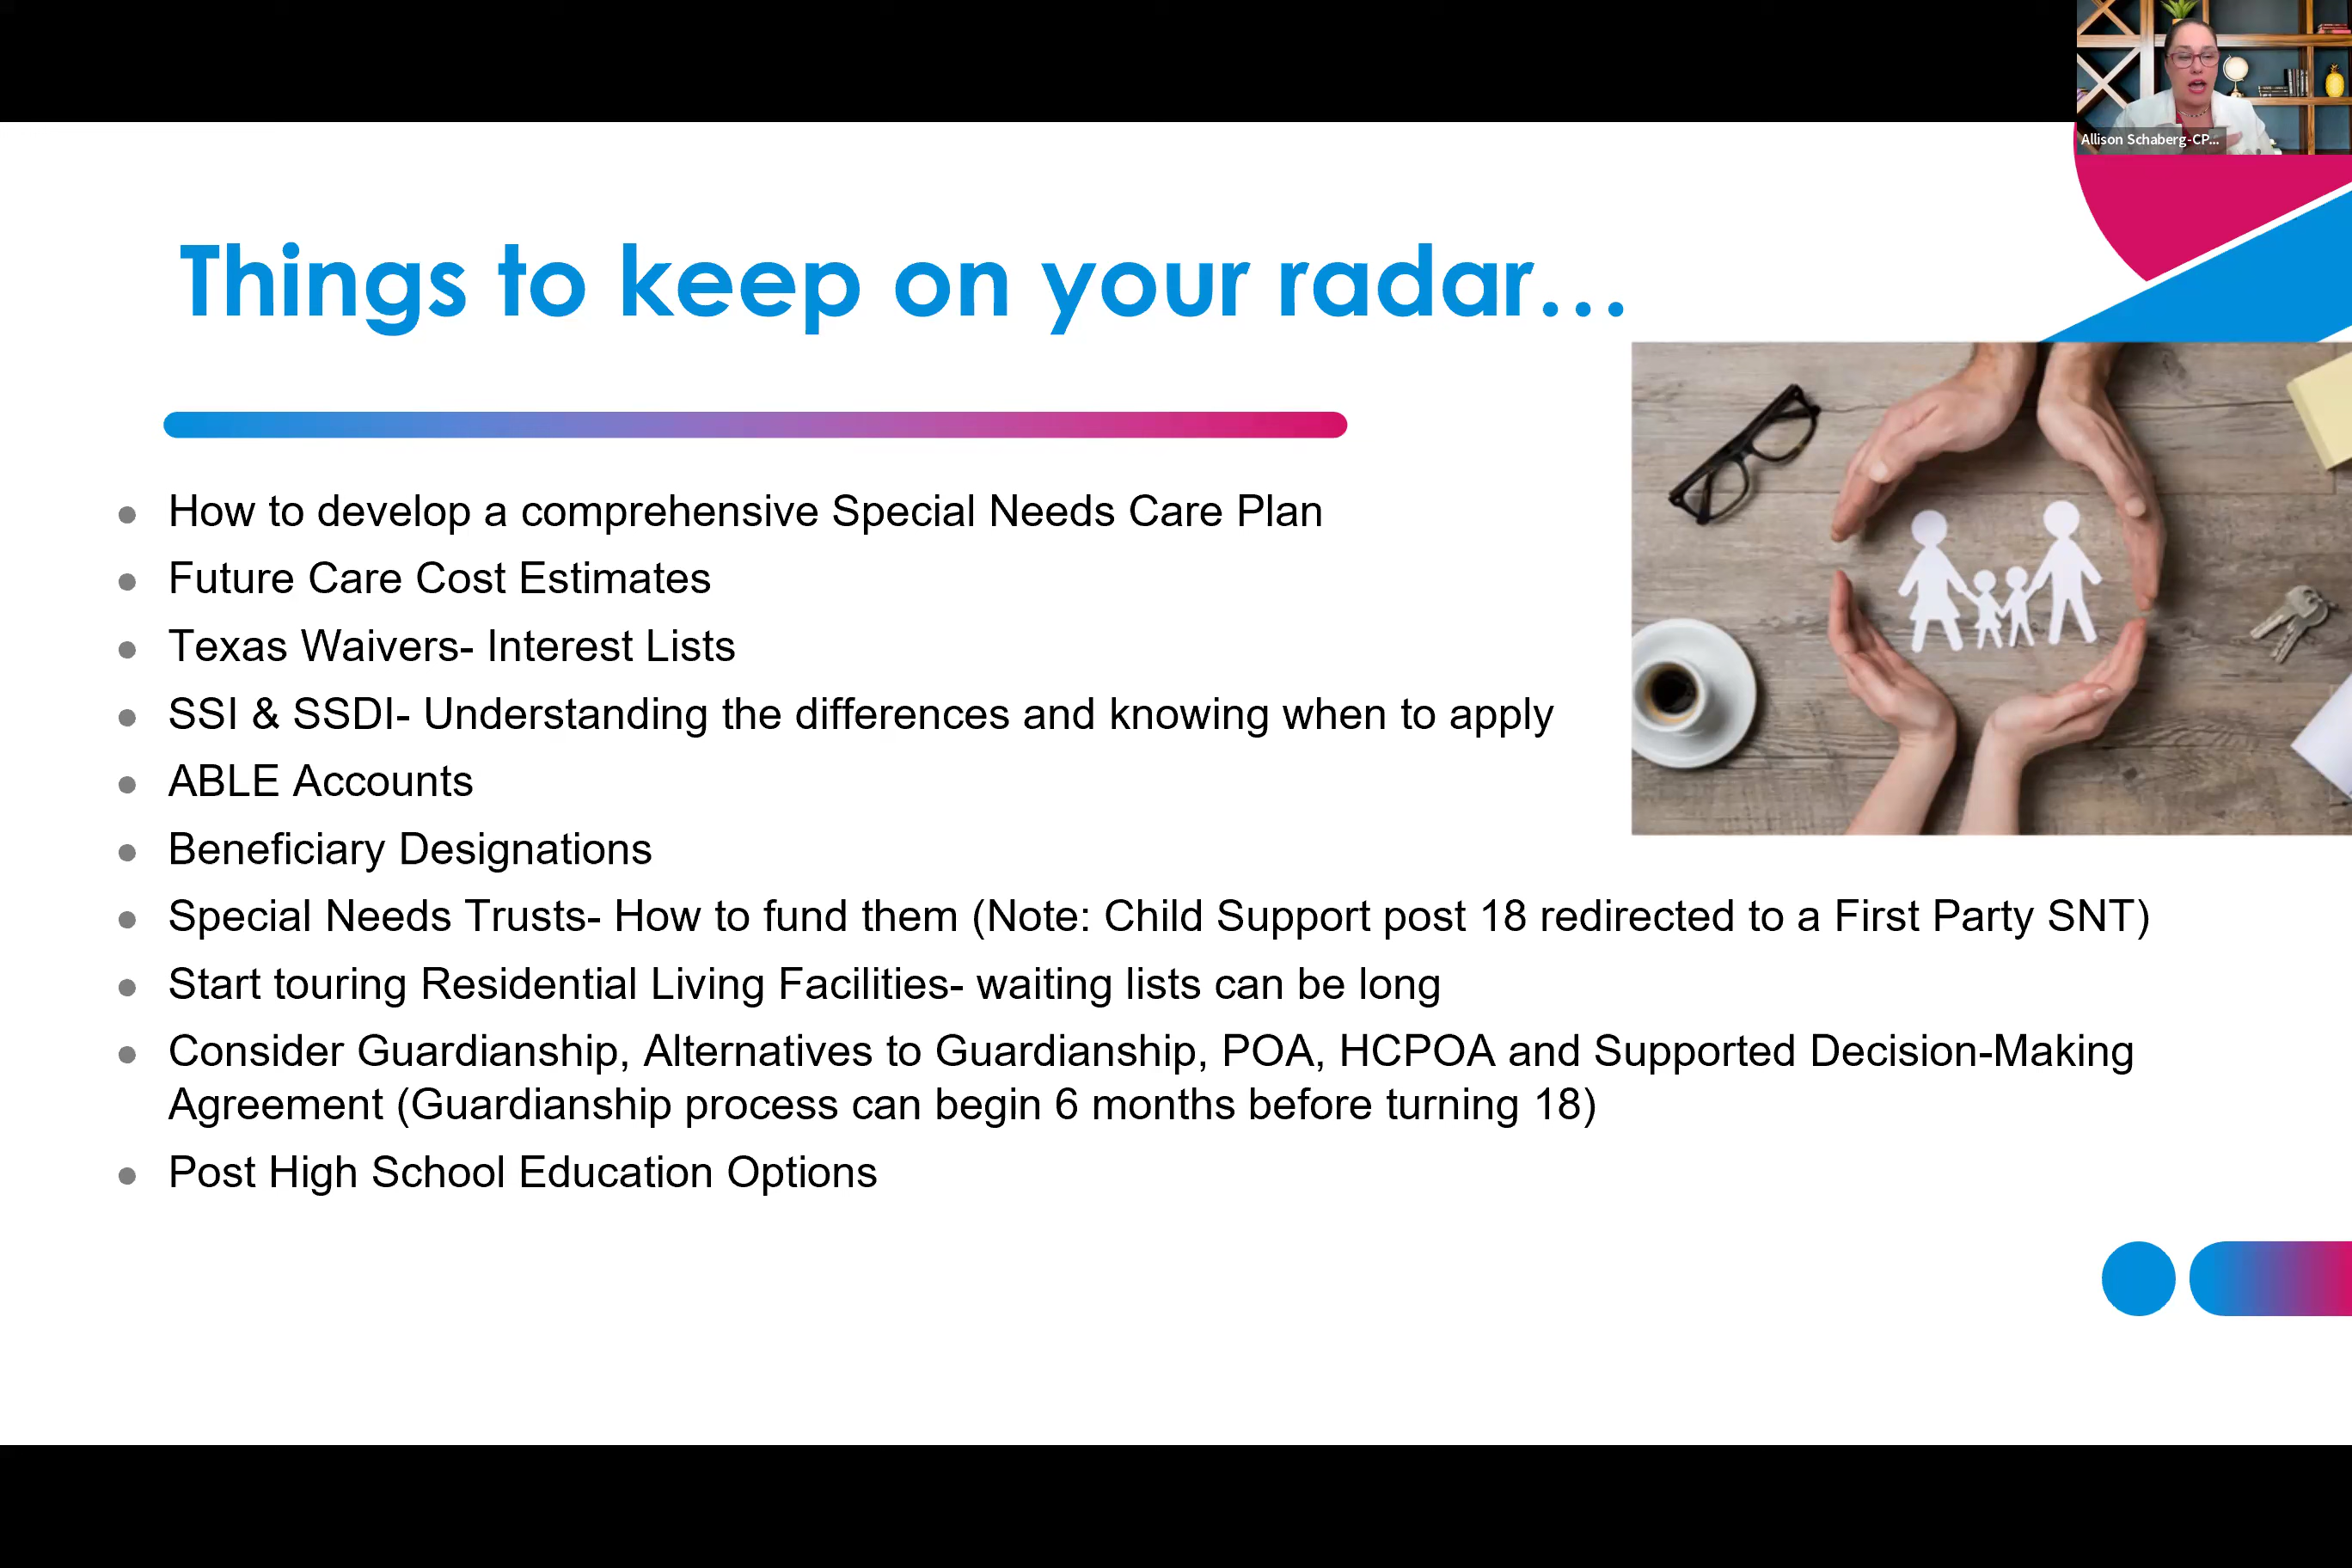 Allison Schaberg-CP...
Things to keep on your radar...
How to develop a comprehensive Special Needs Care Plan
Future Care Cost Estimates
Texas Waivers- Interest Lists
SSI & SSDI- Understanding the differences and knowing when to apply
ABLE Accounts
Beneficiary Designations
Special Needs Trusts- How to fund them (Note: Child Support post 18 redirected to a First Party SNT)
Start touring Residential Living Facilities- waiting lists can be long
Consider Guardianship, Alternatives to Guardianship, POA, HCPOA and Supported Decision-Making
Agreement (Guardianship process can begin 6 months before turning 18)
Post High School Education Options